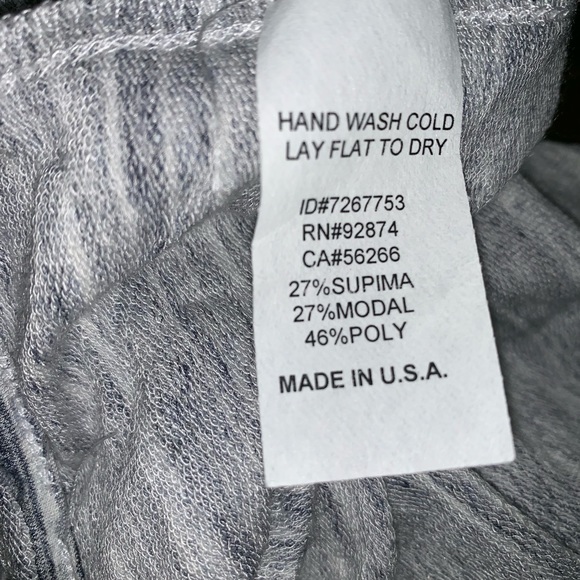 HAND WASH COLD
LAY FLAT TO DRY
ID#7267753
RN#92874
CA#56266
27%SUPIMA
27%MODAL
46%POLY
MADE IN U.S.A.